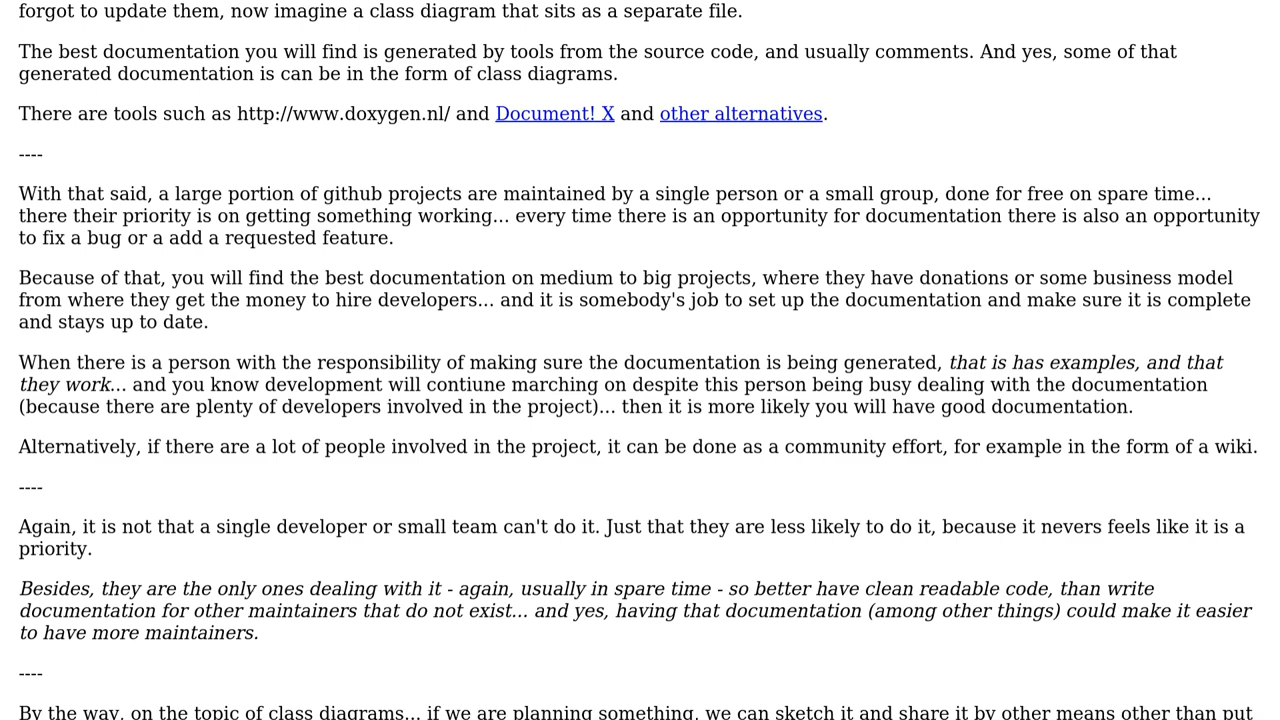 forgot to update them, now imagine a class diagram that sits as a separate file.
The best documentation you will find is generated by tools from the source code, and usually comments. And yes, some of that
generated documentation is can be in the form of class diagrams.
There are tools such as http://www.doxygen.nl/ and Document! X and other alternatives.
----
With that said, a large portion of github projects are maintained by a single person or a small group, done for free on spare time...
there their priority is on getting something working... every time there is an opportunity for documentation there is also an opportunity
to fix a bug or a add a requested feature.
Because of that, you will find the best documentation on medium to big projects, where they have donations or some business model
from where they get the money to hire developers... and it is somebody's job to set up the documentation and make sure it is complete
and stays up to date.
When there is a person with the responsibility of making sure the documentation is being generated, that is has examples, and that
they work... and you know development will contiune marching on despite this person being busy dealing with the documentation
(because there are plenty of developers involved in the project)... then it is more likely you will have good documentation.
Alternatively, if there are a lot of people involved in the project, it can be done as a community effort, for example in the form of a wiki.
----
Again, it is not that a single developer or small team can't do it. Just that they are less likely to do it, because it nevers feels like it is a
priority.
Besides, they are the only ones dealing with it - again, usually in spare time - so better have clean readable code, than write
documentation for other maintainers that do not exist... and yes, having that documentation (among other things) could make it easier
to have more maintainers.
----
By the way, on the topic of class diagrams... if we are planning something, we can sketch it and share it by other means other than put